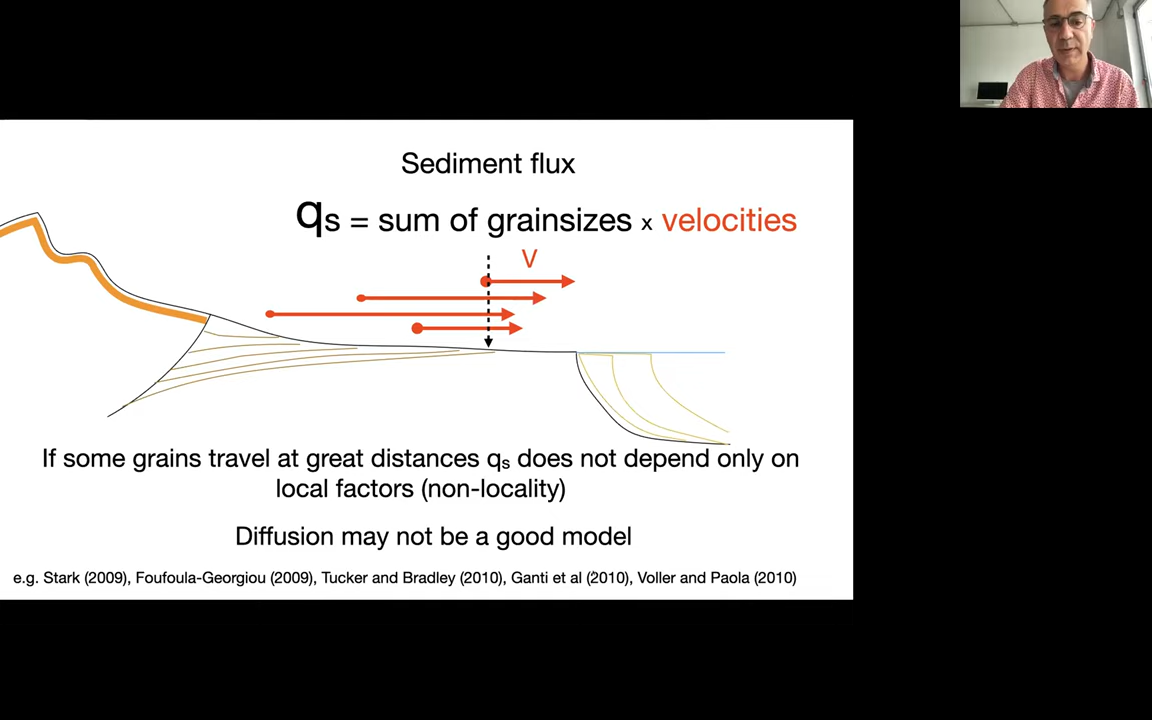 Sediment flux
qs = sum of grainsizes x velocities
V
If some grains travel at great distances qs does not depend only on
local factors (non-locality)
Diffusion may not be a good model
e.g. Stark (2009), Foufoula-Georgiou (2009), Tucker and Bradley (2010), Ganti et al (2010), Voller and Paola (2010)